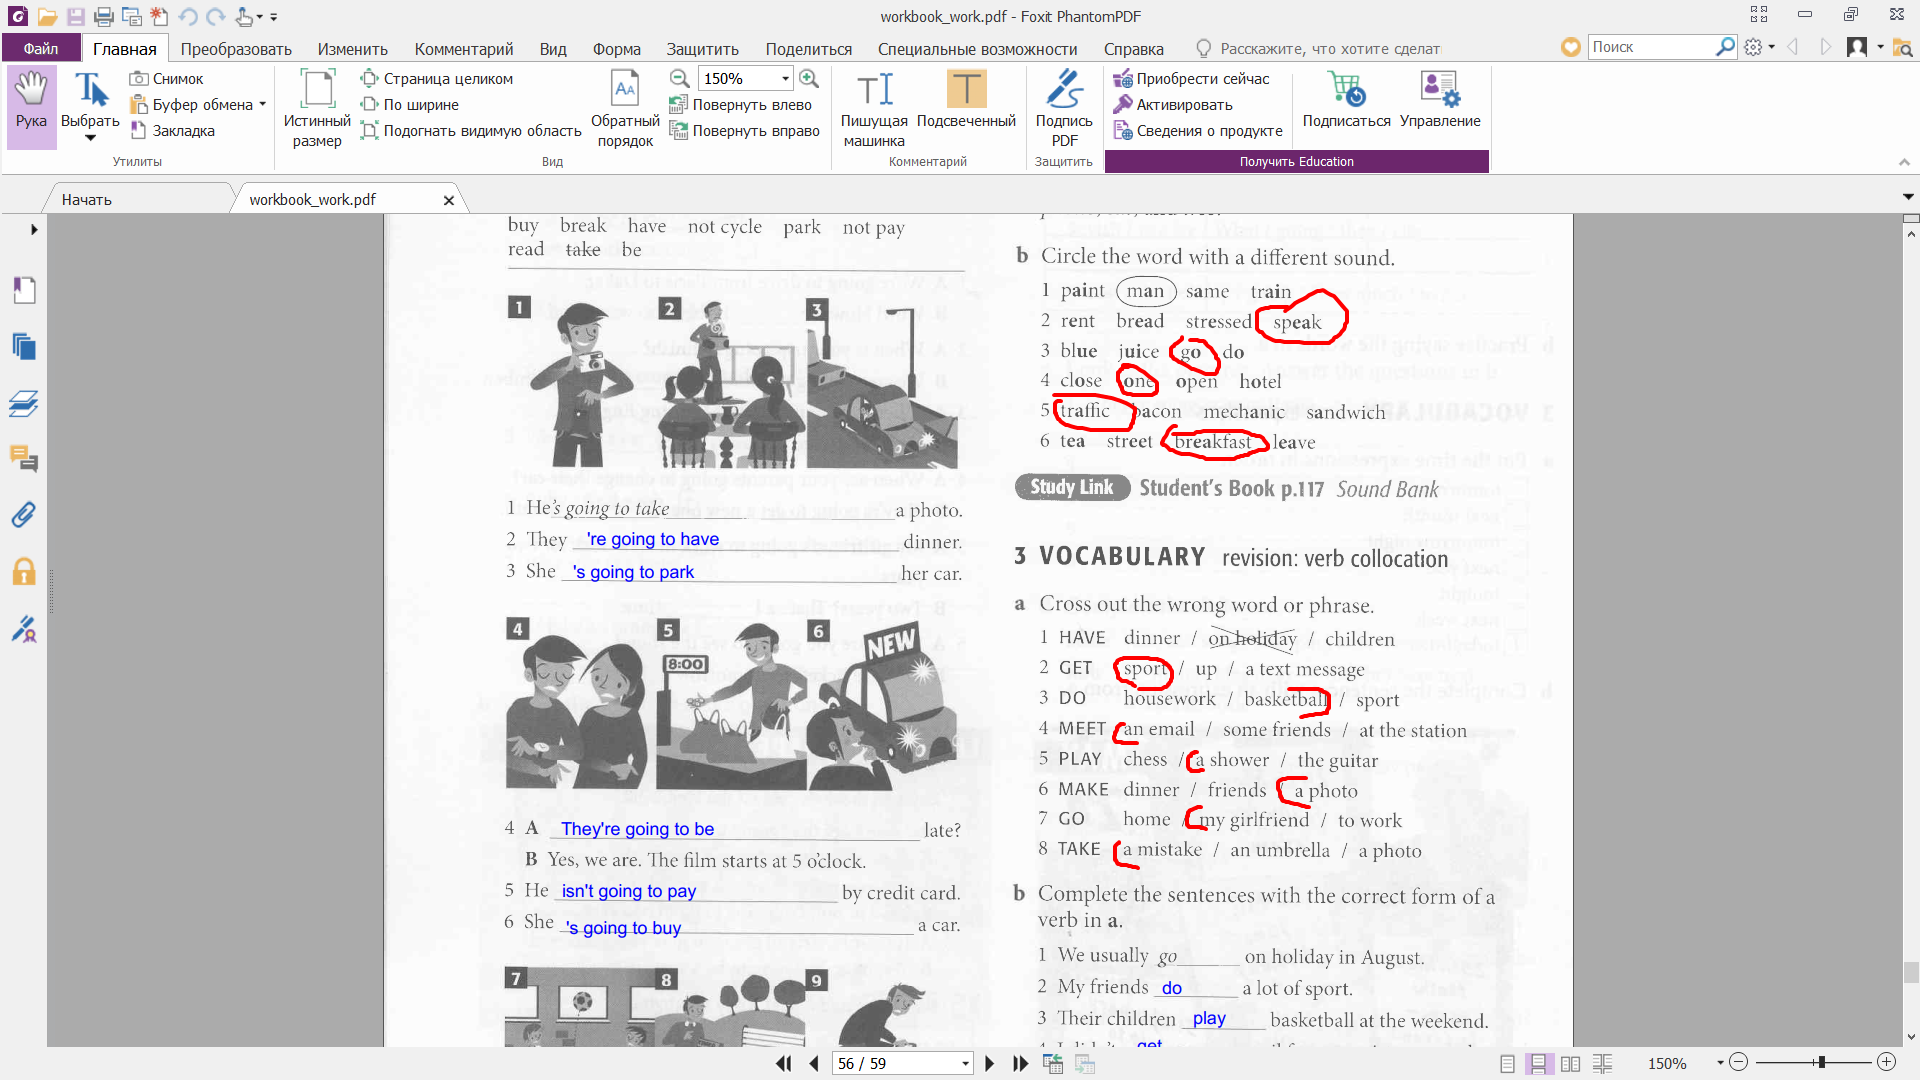 workbook_work.pdf - Foxit PhantomPDF
Файл Главная Преобразовать Изменить Комментарий Вид Форма Защитить Поделиться Специальные возможности Справка Расскажите, что хотите сделат Поиск
Рука
Выбрать
Снимок
Буфер обмена
Закладка
Утилиты
Истинный размер
Страница целиком
По ширине
Подогнать видимую область
Обратный порядок
150%
Повернуть влево
Повернуть вправо
Вид
Пишущая машинка
Подсвеченный
Комментарий
Подпись PDF
Защитить
Приобрести сейчас
Активировать
Сведения о продукте
Подписаться
Управление
Получить Education
Начать workbook_work.pdf
buy break have not cycle park not pay
read take be
1 2 3
1 He's going to take a photo.
2 They 're going to have dinner.
3 She 's going to park her car.
4 5 6
8:00
NEW
4 A They're going to be late?
B Yes, we are. The film starts at 5 o'clock.
5 He isn't going to pay by credit card.
6 She 's going to buy a car.
7 8 9
b Circle the word with a different sound.
1 paint man same train
2 rent bread stressed speak
3 blue juice go do
4 close one open hotel
5 traffic bacon mechanic sandwich
6 tea street breakfast leave
Study Link Student's Book p.117 Sound Bank
3 VOCABULARY revision: verb collocation
a Cross out the wrong word or phrase.
1 HAVE dinner / on holiday / children
2 GET sport / up / a text message
3 DO housework / basketball / sport
4 MEET an email / some friends / at the station
5 PLAY chess / a shower / the guitar
6 MAKE dinner / friends / a photo
7 GO home / my girlfriend / to work
8 TAKE a mistake / an umbrella / a photo
b Complete the sentences with the correct form of a
verb in a.
1 We usually go on holiday in August.
2 My friends do a lot of sport.
3 Their children play basketball at the weekend.
get
56 / 59
150%